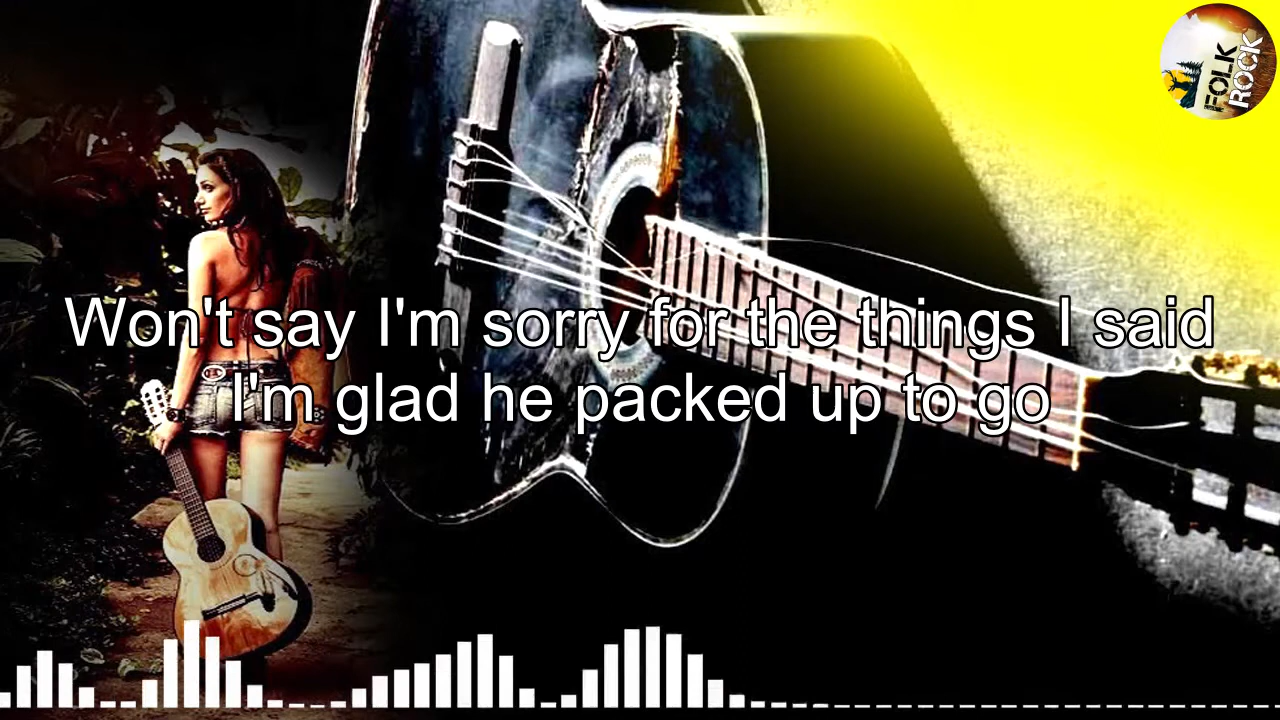 FOLK
ROCK
Won't say I'm sorry for the things I said
I'm glad he packed up to go